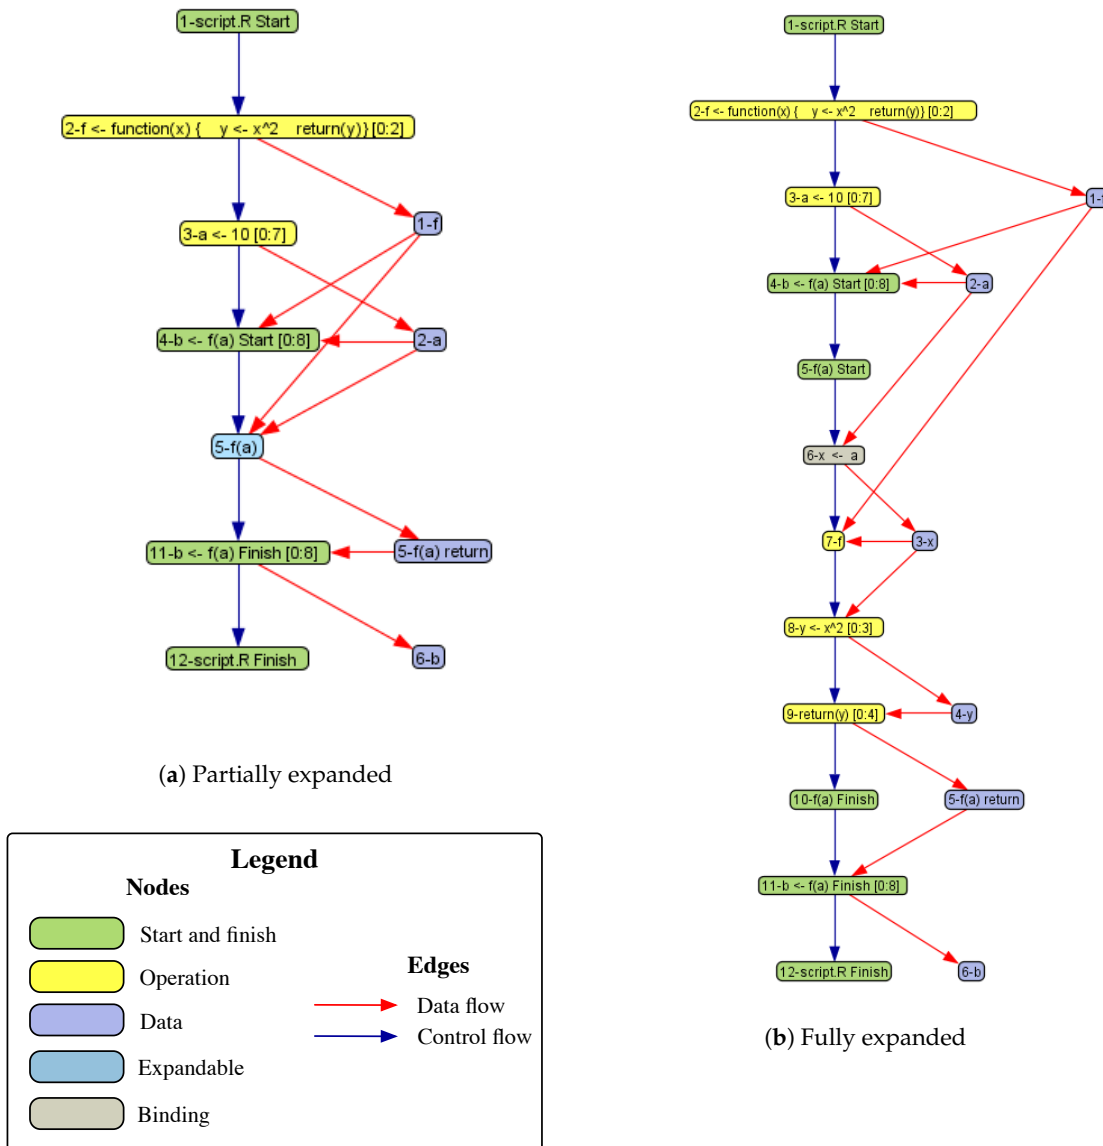 1-script.R Start
2-f <- function(x) {    y <- x^2    return(y)} [0:2]
1-f
3-a <- 10 [0:7]
4-b <- f(a) Start [0:8]
2-a
5-f(a)
11-b <- f(a) Finish [0:8]
5-f(a) return
12-script.R Finish
6-b
(a) Partially expanded
Legend
Nodes
Start and finish
Operation
Data
Expandable
Binding
Edges
Data flow
Control flow
1-script.R Start
2-f <- function(x) {    y <- x^2    return(y)} [0:2]
3-a <- 10 [0:7]
4-b <- f(a) Start [0:8]
2-a
5-f(a) Start
6-x <- a
7-f
3-x
8-y <- x^2 [0:3]
9-return(y) [0:4]
4-y
10-f(a) Finish
5-f(a) return
11-b <- f(a) Finish [0:8]
12-script.R Finish
6-b
(b) Fully expanded